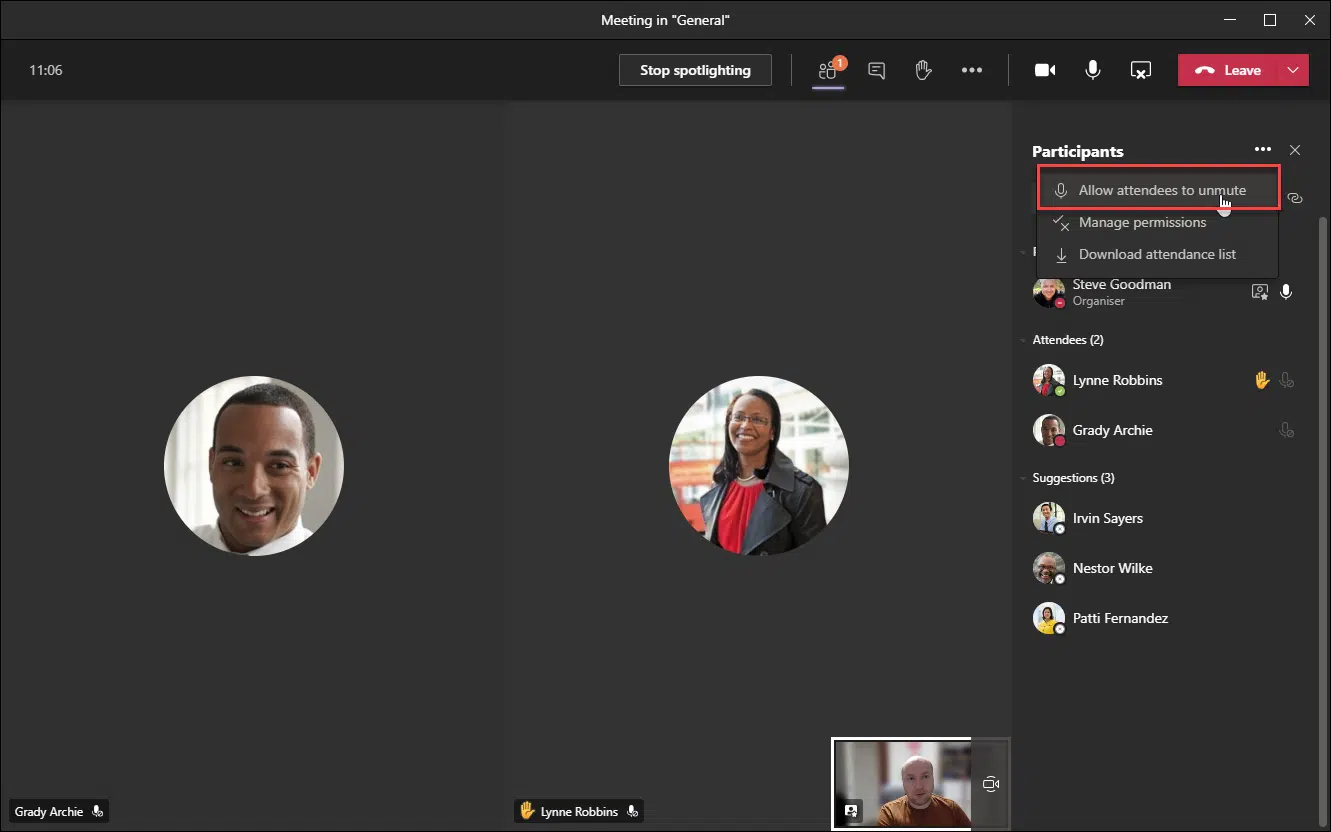 Meeting in "General"
11:06
Stop spotlighting
1
Leave
Participants
Allow attendees to unmute
Manage permissions
Download attendance list
Steve Goodman
Organiser
Attendees (2)
Lynne Robbins
Grady Archie
Suggestions (3)
Irvin Sayers
Nestor Wilke
Patti Fernandez
Grady Archie
Lynne Robbins